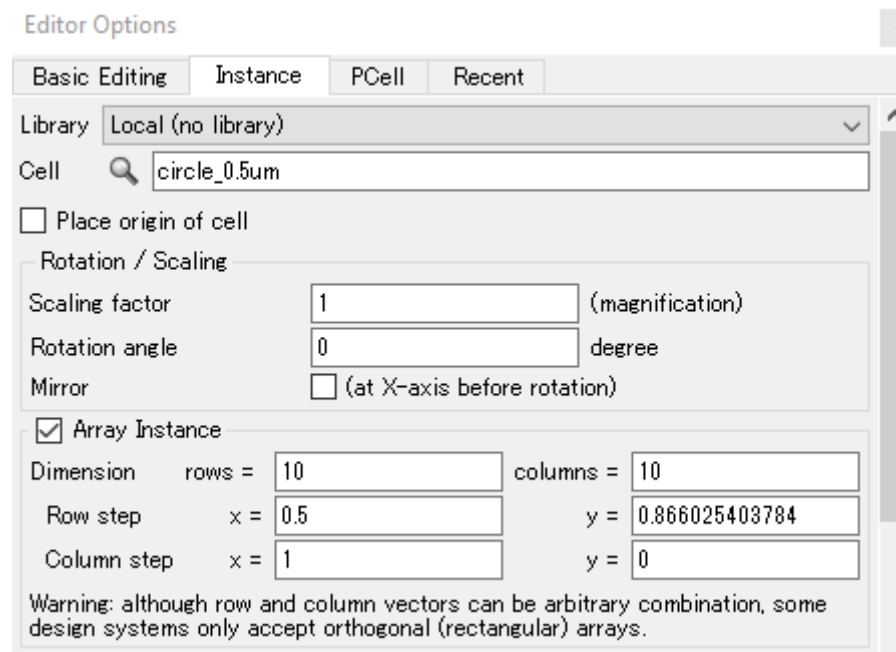 Editor Options
Basic Editing Instance PCell Recent
Library Local (no library)
Cell circle_0.5um
Place origin of cell
Rotation / Scaling
Scaling factor 1 (magnification)
Rotation angle 0 degree
Mirror (at X-axis before rotation)
Array Instance
Dimension rows = 10 columns = 10
Row step x = 0.5 y = 0.866025403784
Column step x = 1 y = 0
Warning: although row and column vectors can be arbitrary combination, some
design systems only accept orthogonal (rectangular) arrays.